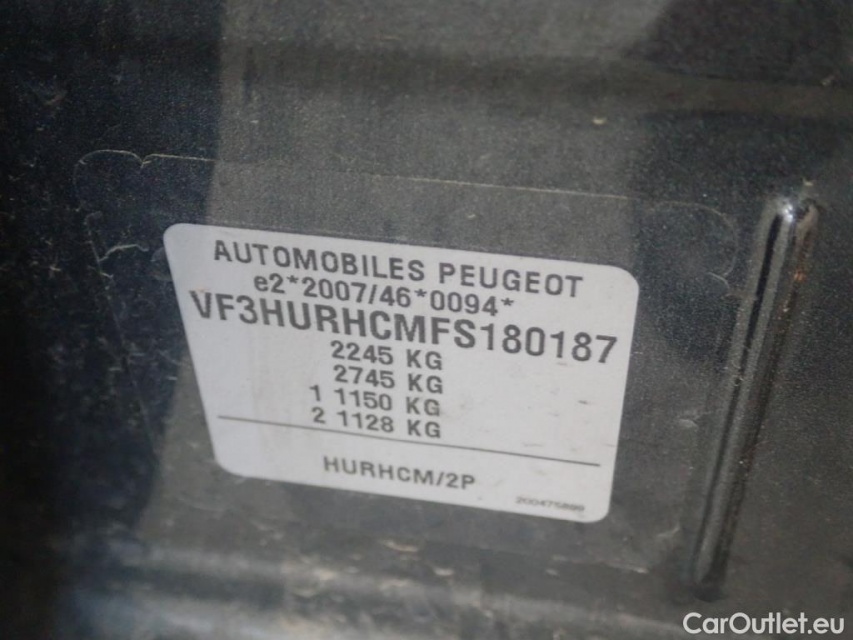 AUTOMOBILES PEUGEOT
e2*2007/46*0094*
VF3HURHCMFS180187
2245 KG
2745 KG
1 1150 KG
2 1128 KG
HURHCM/2P
CarOutlet.eu